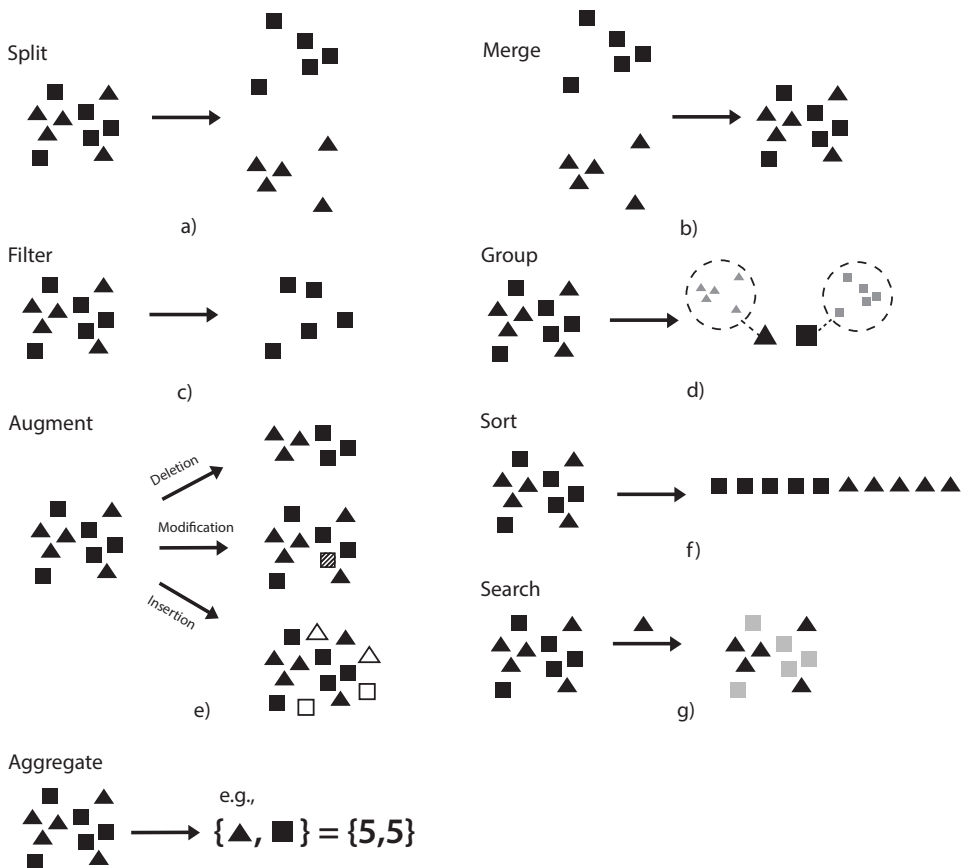 Split
a)
Merge
b)
Filter
c)
Group
d)
Augment
Deletion
Modification
Insertion
e)
Sort
f)
Search
g)
Aggregate
e.g.,
{▲, ■} = {5,5}